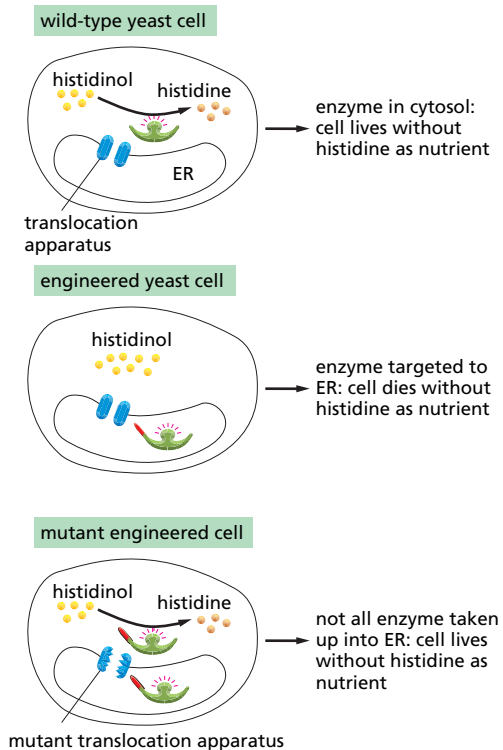 wild-type yeast cell
histidinol
histidine
enzyme in cytosol:
cell lives without
histidine as nutrient
ER
translocation
apparatus
engineered yeast cell
histidinol
enzyme targeted to
ER: cell dies without
histidine as nutrient
mutant engineered cell
histidinol
histidine
not all enzyme taken
up into ER: cell lives
without histidine as
nutrient
mutant translocation apparatus